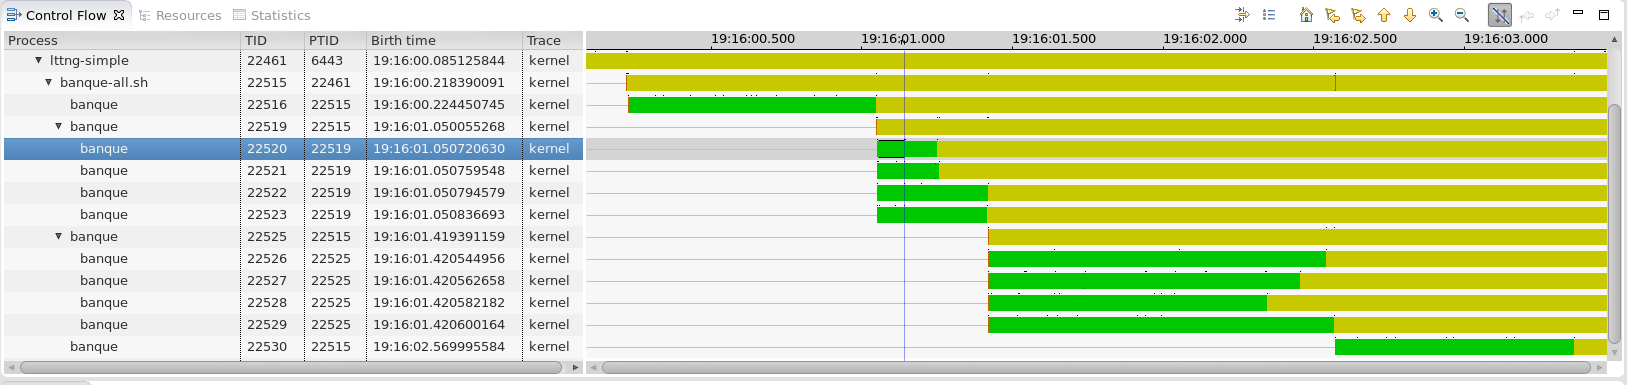 Control Flow Resources Statistics
Process TID PTID Birth time Trace 19:16:00.500 19:16:01.000 19:16:01.500 19:16:02.000 19:16:02.500 19:16:03.000
lttng-simple 22461 6443 19:16:00.085125844 kernel
banque-all.sh 22515 22461 19:16:00.218390091 kernel
banque 22516 22515 19:16:00.224450745 kernel
banque 22519 22515 19:16:01.050055268 kernel
banque 22520 22519 19:16:01.050720630 kernel
banque 22521 22519 19:16:01.050759548 kernel
banque 22522 22519 19:16:01.050794579 kernel
banque 22523 22519 19:16:01.050836693 kernel
banque 22525 22515 19:16:01.419391159 kernel
banque 22526 22525 19:16:01.420544956 kernel
banque 22527 22525 19:16:01.420562658 kernel
banque 22528 22525 19:16:01.420582182 kernel
banque 22529 22525 19:16:01.420600164 kernel
banque 22530 22515 19:16:02.569995584 kernel